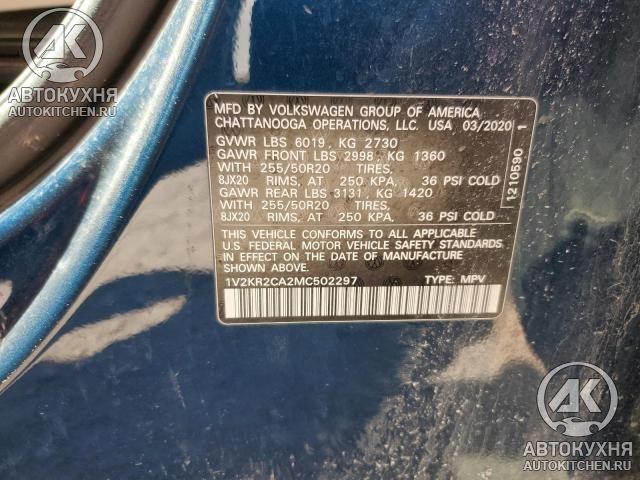 AK
АВТОКУХНЯ
AUTOKITCHEN.RU
MFD BY VOLKSWAGEN GROUP OF AMERICA
CHATTANOOGA OPERATIONS, LLC. USA 03/2020
GVWR LBS 6019, KG 2730
GAWR FRONT LBS 2998, KG 1360
WITH 255/50R20 TIRES,
8JX20 RIMS, AT 250 KPA, 36 PSI COLD
GAWR REAR LBS 3131, KG 1420
WITH 255/50R20 TIRES,
8JX20 RIMS, AT 250 KPA, 36 PSI COLD
THIS VEHICLE CONFORMS TO ALL APPLICABLE
U.S. FEDERAL MOTOR VEHICLE SAFETY STANDARDS
IN EFFECT ON THE DATE OF MANUFACTURE
SHOWN ABOVE.
1V2KR2CA2MC502297 TYPE: MPV
1210590 1
AK
АВТОКУХНЯ
AUTOKITCHEN.RU